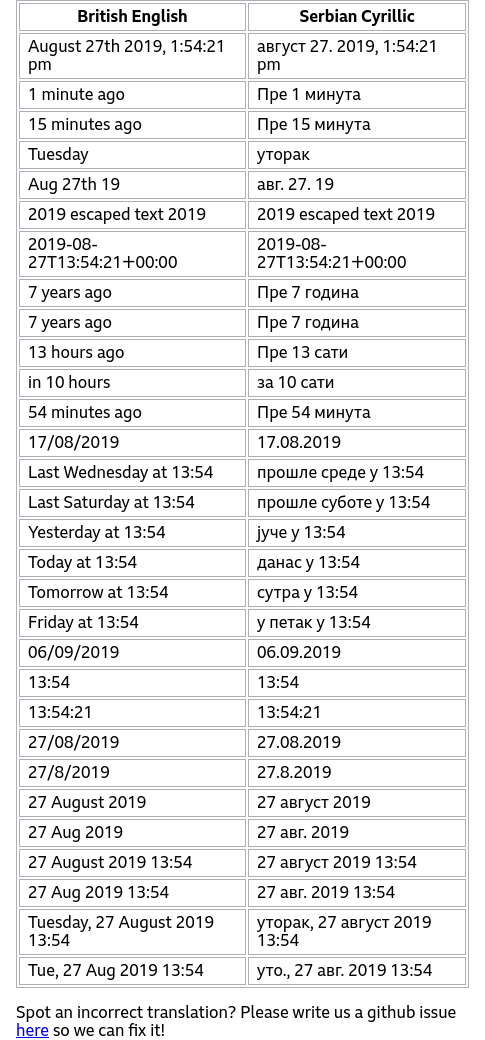 British English Serbian Cyrillic
August 27th 2019, 1:54:21 август 27. 2019, 1:54:21
pm pm
1 minute ago Пре 1 минута
15 minutes ago Пре 15 минута
Tuesday уторак
Aug 27th 19 авг. 27. 19
2019 escaped text 2019 2019 escaped text 2019
2019-08- 2019-08-
27T13:54:21+00:00 27T13:54:21+00:00
7 years ago Пре 7 година
7 years ago Пре 7 година
13 hours ago Пре 13 сати
in 10 hours за 10 сати
54 minutes ago Пре 54 минута
17/08/2019 17.08.2019
Last Wednesday at 13:54 прошле среде у 13:54
Last Saturday at 13:54 прошле суботе у 13:54
Yesterday at 13:54 јуче у 13:54
Today at 13:54 данас у 13:54
Tomorrow at 13:54 сутра у 13:54
Friday at 13:54 у петак у 13:54
06/09/2019 06.09.2019
13:54 13:54
13:54:21 13:54:21
27/08/2019 27.08.2019
27/8/2019 27.8.2019
27 August 2019 27 август 2019
27 Aug 2019 27 авг. 2019
27 August 2019 13:54 27 август 2019 13:54
27 Aug 2019 13:54 27 авг. 2019 13:54
Tuesday, 27 August 2019 уторак, 27 август 2019
13:54 13:54
Tue, 27 Aug 2019 13:54 уто., 27 авг. 2019 13:54
Spot an incorrect translation? Please write us a github issue
here so we can fix it!